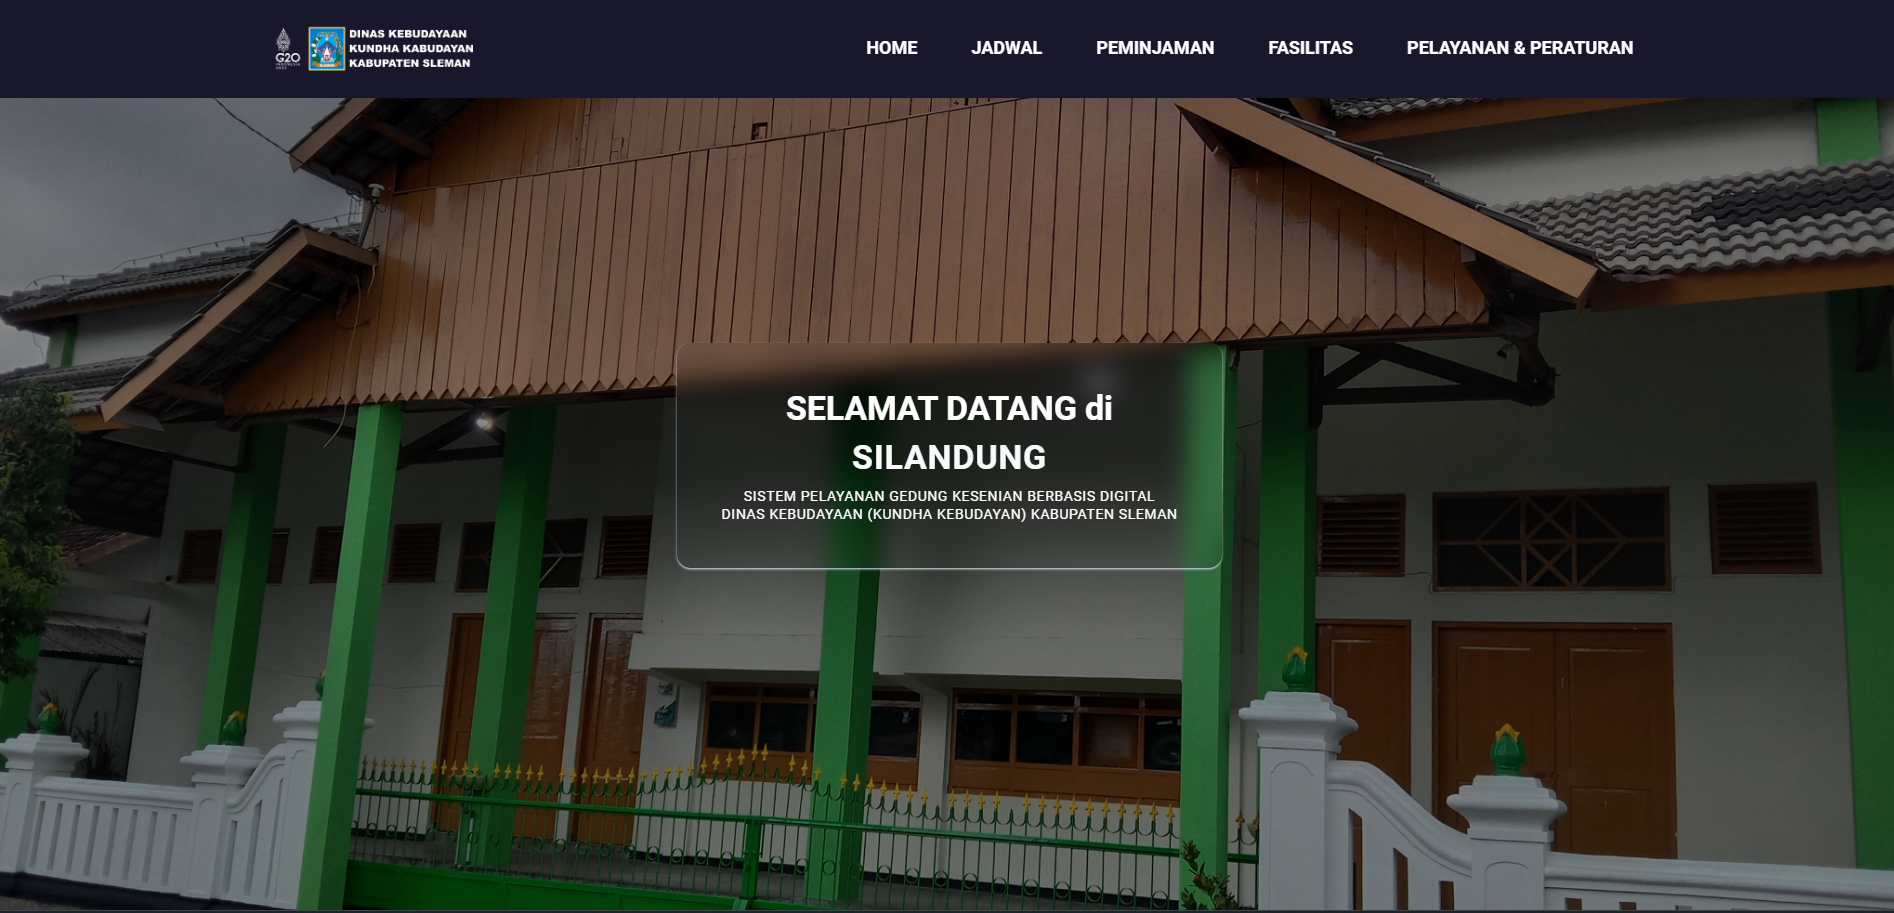 G20
DINAS KEBUDAYAAN
KUNDHA KABUDAYAN
KABUPATEN SLEMAN
HOME
JADWAL
PEMINJAMAN
FASILITAS
PELAYANAN & PERATURAN
SELAMAT DATANG di
SILANDUNG
SISTEM PELAYANAN GEDUNG KESENIAN BERBASIS DIGITAL
DINAS KEBUDAYAAN (KUNDHA KEBUDAYAN) KABUPATEN SLEMAN